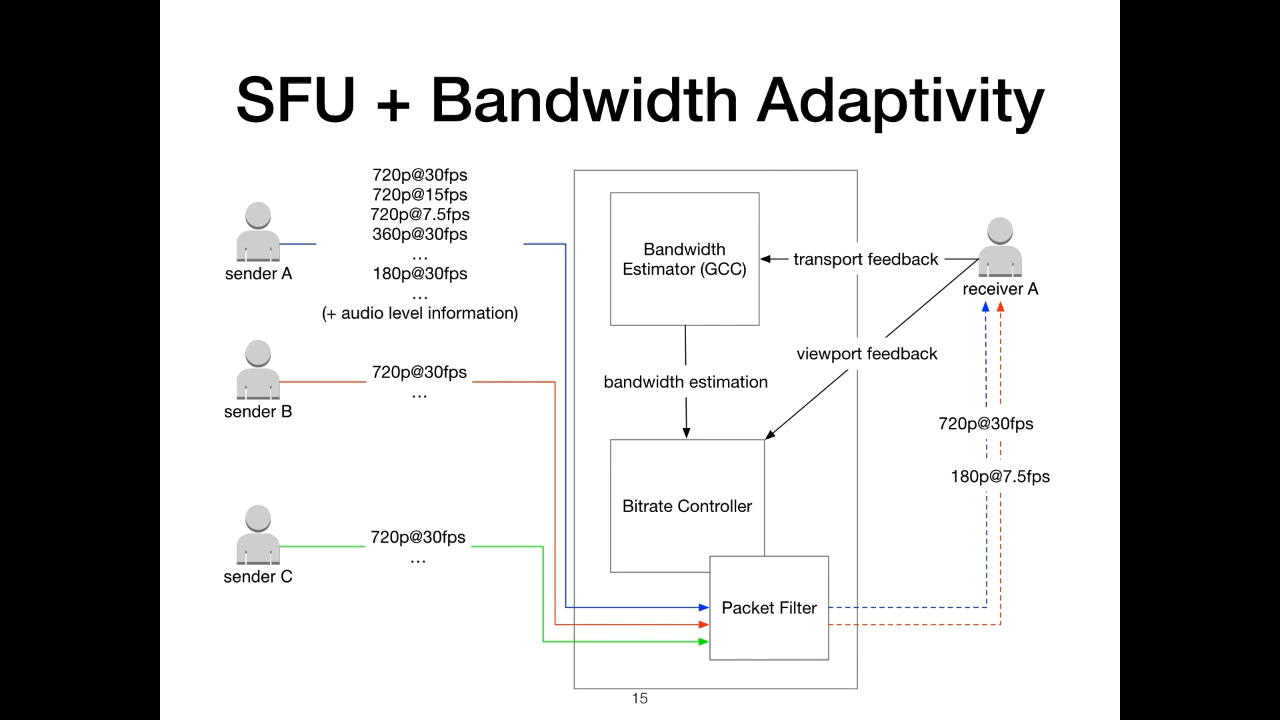 SFU + Bandwidth Adaptivity
720p@30fps
720p@15fps
720p@7.5fps
360p@30fps
...
180p@30fps
...
(+ audio level information)
sender A
720p@30fps
...
sender B
720p@30fps
...
sender C
Bandwidth
Estimator (GCC)
transport feedback
receiver A
viewport feedback
bandwidth estimation
720p@30fps
180p@7.5fps
Bitrate Controller
Packet Filter
15